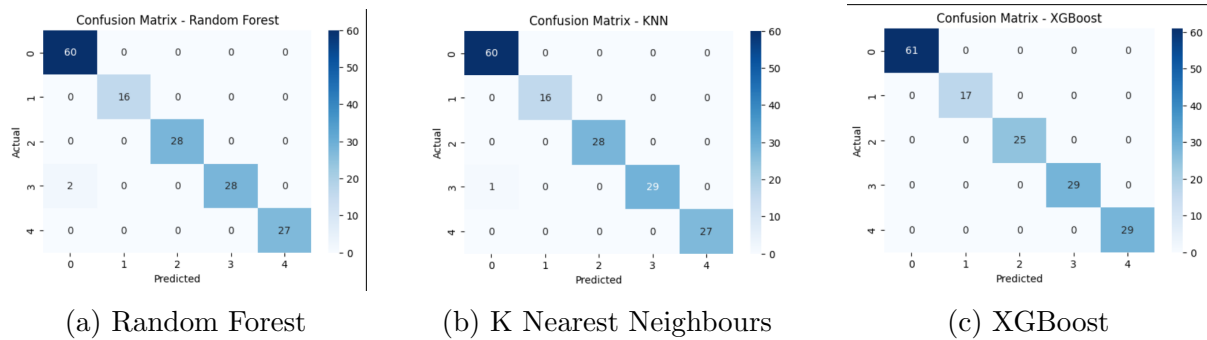 Confusion Matrix - Random Forest
0 60 0 0 0 0
1 0 16 0 0 0
2 0 0 28 0 0
3 2 0 0 28 0
4 0 0 0 0 27
0 1 2 3 4
Actual
Predicted
60
50
40
30
20
10
0
(a) Random Forest
Confusion Matrix - KNN
0 60 0 0 0 0
1 0 16 0 0 0
2 0 0 28 0 0
3 1 0 0 29 0
4 0 0 0 0 27
0 1 2 3 4
Actual
Predicted
60
50
40
30
20
10
0
(b) K Nearest Neighbours
Confusion Matrix - XGBoost
0 61 0 0 0 0
1 0 17 0 0 0
2 0 0 25 0 0
3 0 0 0 29 0
4 0 0 0 0 29
0 1 2 3 4
Actual
Predicted
60
50
40
30
20
10
0
(c) XGBoost